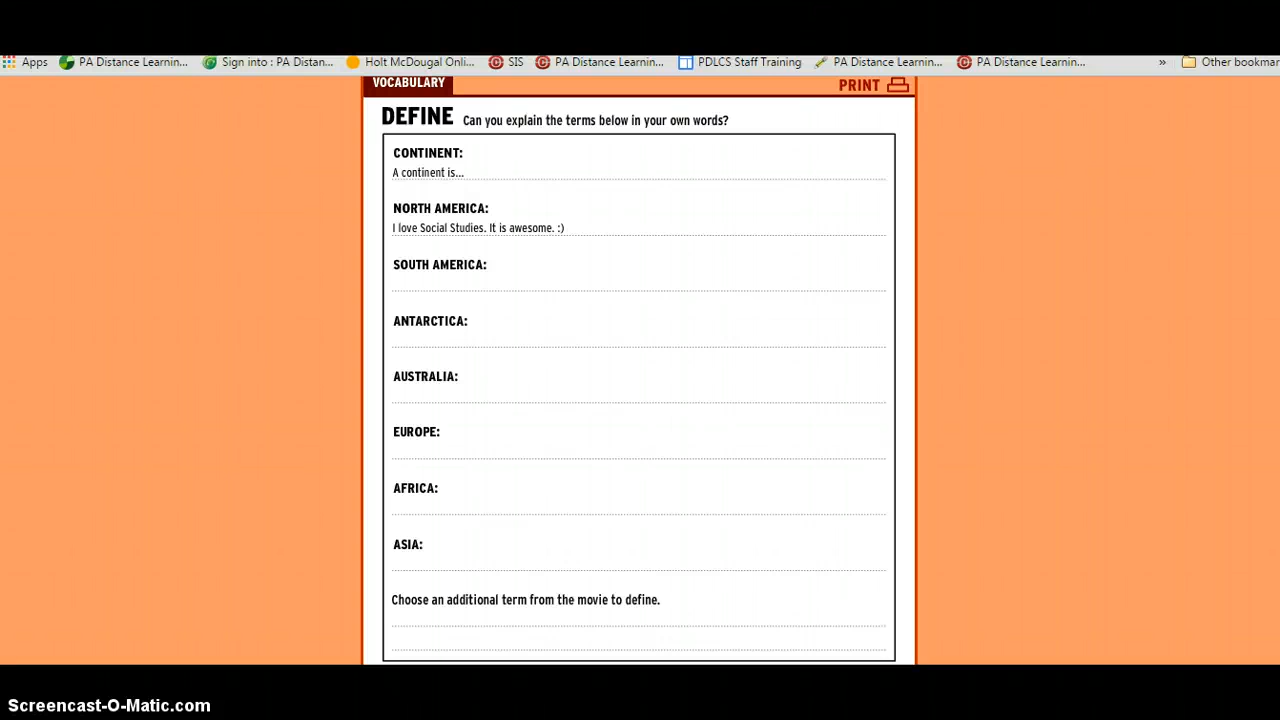 Apps PA Distance Learnin... Sign into : PA Distan... Holt McDougal Onli... SIS PA Distance Learnin... PDLCS Staff Training PA Distance Learnin... PA Distance Learnin... » Other bookmar
VOCABULARY PRINT
DEFINE Can you explain the terms below in your own words?
CONTINENT:
A continent is...
NORTH AMERICA:
I love Social Studies. It is awesome. :)
SOUTH AMERICA:
ANTARCTICA:
AUSTRALIA:
EUROPE:
AFRICA:
ASIA:
Choose an additional term from the movie to define.
Screencast-O-Matic.com